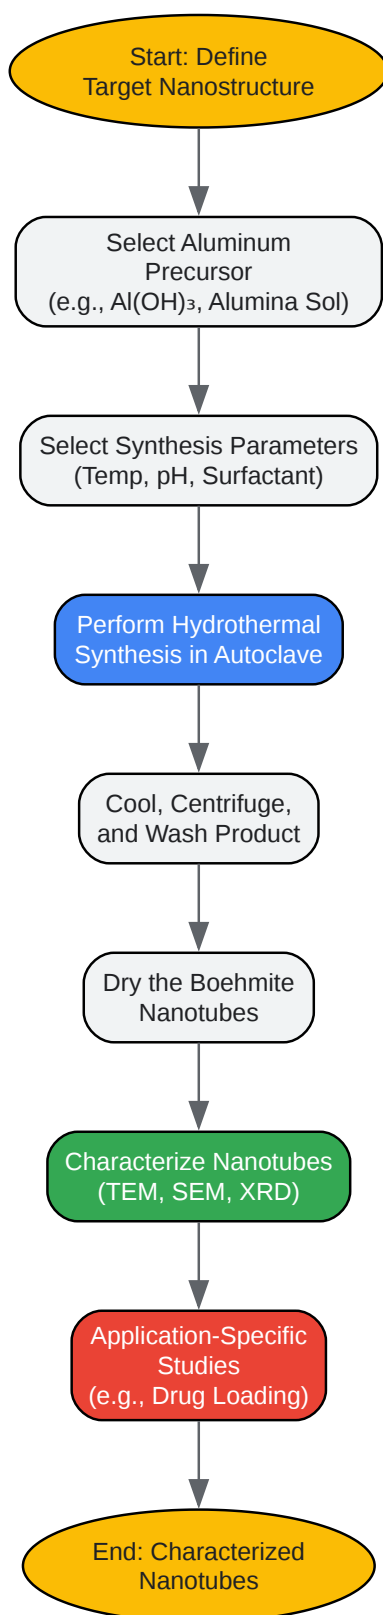 Start: Define
Target Nanostructure
Select Aluminum
Precursor
(e.g., Al(OH)₃, Alumina Sol)
Select Synthesis Parameters
(Temp, pH, Surfactant)
Perform Hydrothermal
Synthesis in Autoclave
Cool, Centrifuge,
and Wash Product
Dry the Boehmite
Nanotubes
Characterize Nanotubes
(TEM, SEM, XRD)
Application-Specific
Studies
(e.g., Drug Loading)
End: Characterized
Nanotubes